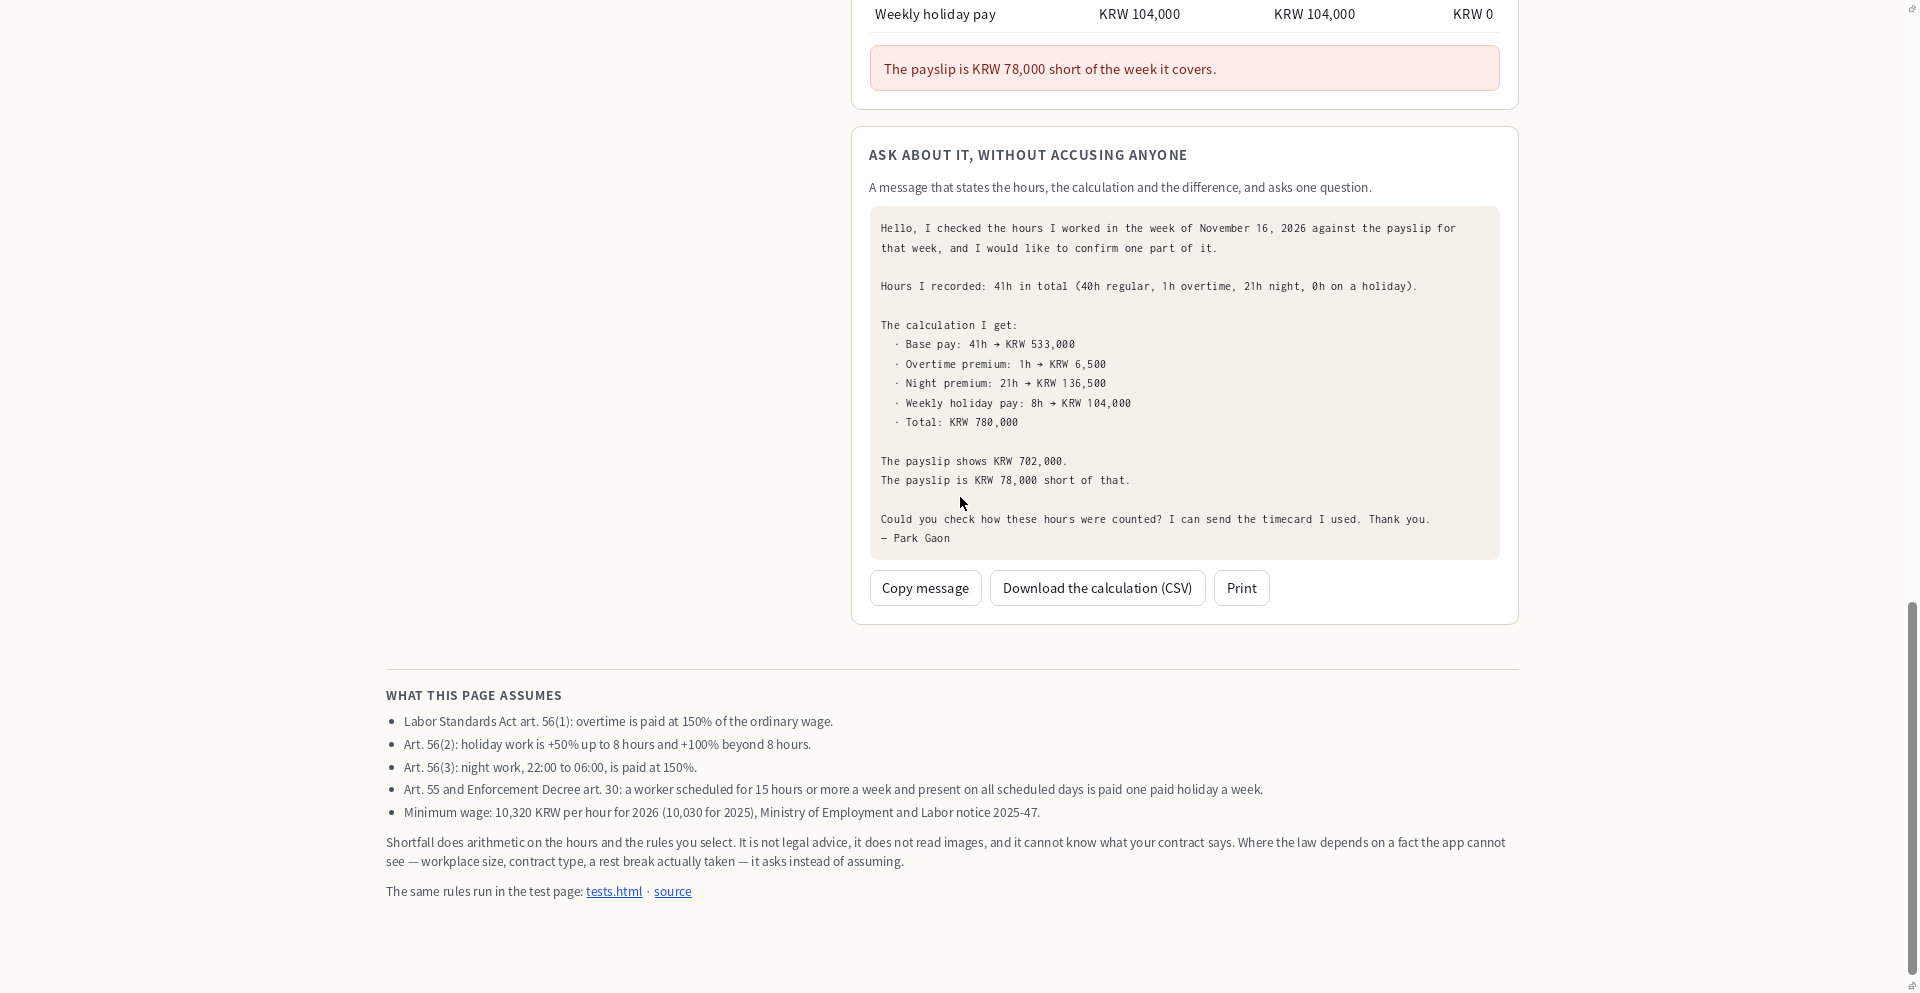 Weekly holiday pay KRW 104,000 KRW 104,000 KRW 0
The payslip is KRW 78,000 short of the week it covers.
ASK ABOUT IT, WITHOUT ACCUSING ANYONE
A message that states the hours, the calculation and the difference, and asks one question.
Hello, I checked the hours I worked in the week of November 16, 2026 against the payslip for
that week, and I would like to confirm one part of it.
Hours I recorded: 41h in total (40h regular, 1h overtime, 21h night, 0h on a holiday).
The calculation I get:
· Base pay: 41h → KRW 533,000
· Overtime premium: 1h → KRW 6,500
· Night premium: 21h → KRW 136,500
· Weekly holiday pay: 8h → KRW 104,000
· Total: KRW 780,000
The payslip shows KRW 702,000.
The payslip is KRW 78,000 short of that.
Could you check how these hours were counted? I can send the timecard I used. Thank you.
— Park Gaon
Copy message Download the calculation (CSV) Print
WHAT THIS PAGE ASSUMES
• Labor Standards Act art. 56(1): overtime is paid at 150% of the ordinary wage.
• Art. 56(2): holiday work is +50% up to 8 hours and +100% beyond 8 hours.
• Art. 56(3): night work, 22:00 to 06:00, is paid at 150%.
• Art. 55 and Enforcement Decree art. 30: a worker scheduled for 15 hours or more a week and present on all scheduled days is paid one paid holiday a week.
• Minimum wage: 10,320 KRW per hour for 2026 (10,030 for 2025), Ministry of Employment and Labor notice 2025-47.
Shortfall does arithmetic on the hours and the rules you select. It is not legal advice, it does not read images, and it cannot know what your contract says. Where the law depends on a fact the app cannot
see — workplace size, contract type, a rest break actually taken — it asks instead of assuming.
The same rules run in the test page: tests.html · source